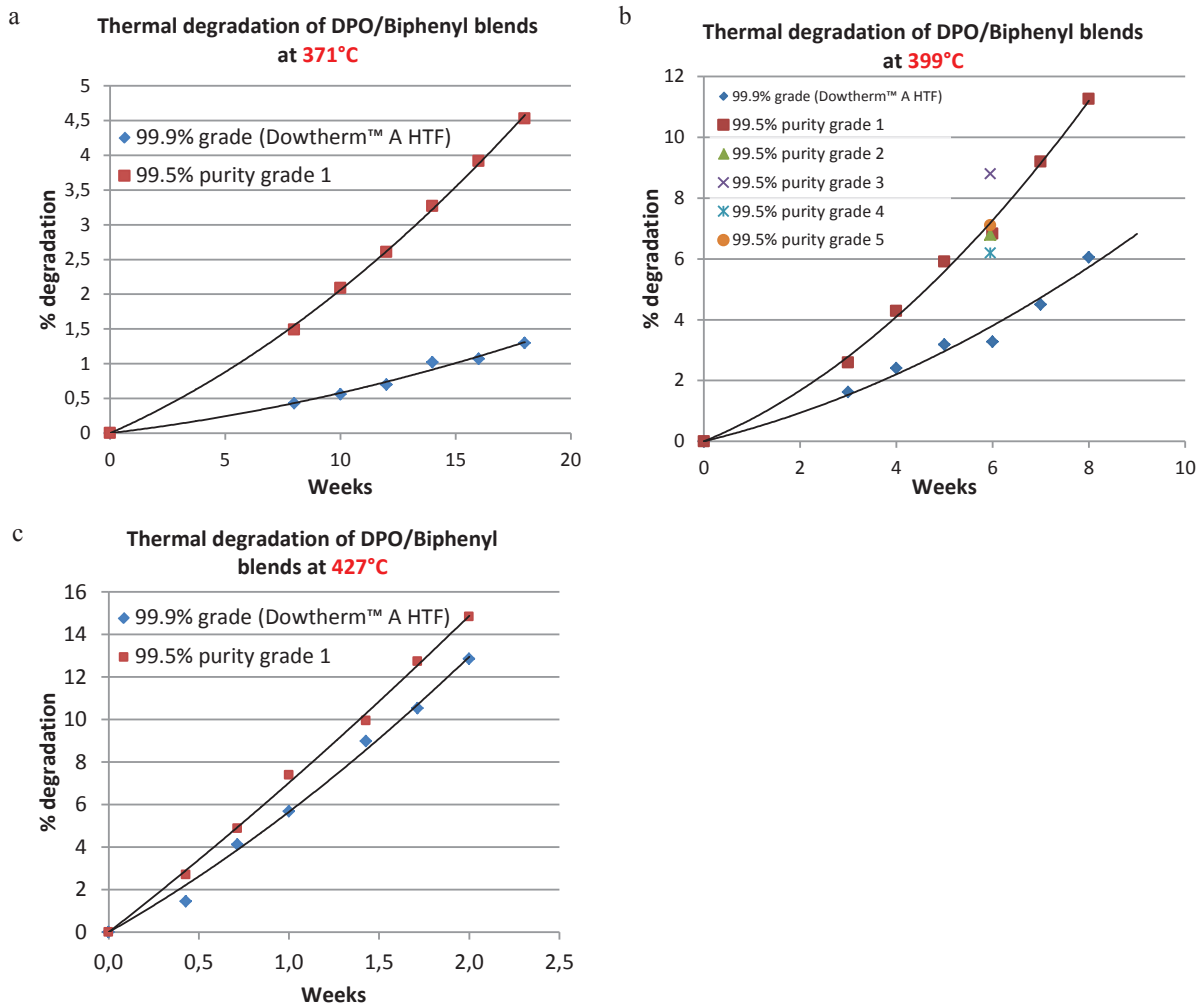 a
Thermal degradation of DPO/Biphenyl blends
at 371°C
5
4,5
4
3,5
3
2,5
2
1,5
1
0,5
0
% degradation
99.9% grade (Dowtherm™ A HTF)
99.5% purity grade 1
0 5 10 15 20
Weeks
b
Thermal degradation of DPO/Biphenyl blends
at 399°C
12
10
8
6
4
2
0
% degradation
99.9% grade (Dowtherm™ A HTF)
99.5% purity grade 1
99.5% purity grade 2
99.5% purity grade 3
99.5% purity grade 4
99.5% purity grade 5
0 2 4 6 8 10
Weeks
c
Thermal degradation of DPO/Biphenyl
blends at 427°C
16
14
12
10
8
6
4
2
0
% degradation
99.9% grade (Dowtherm™ A HTF)
99.5% purity grade 1
0,0 0,5 1,0 1,5 2,0 2,5
Weeks